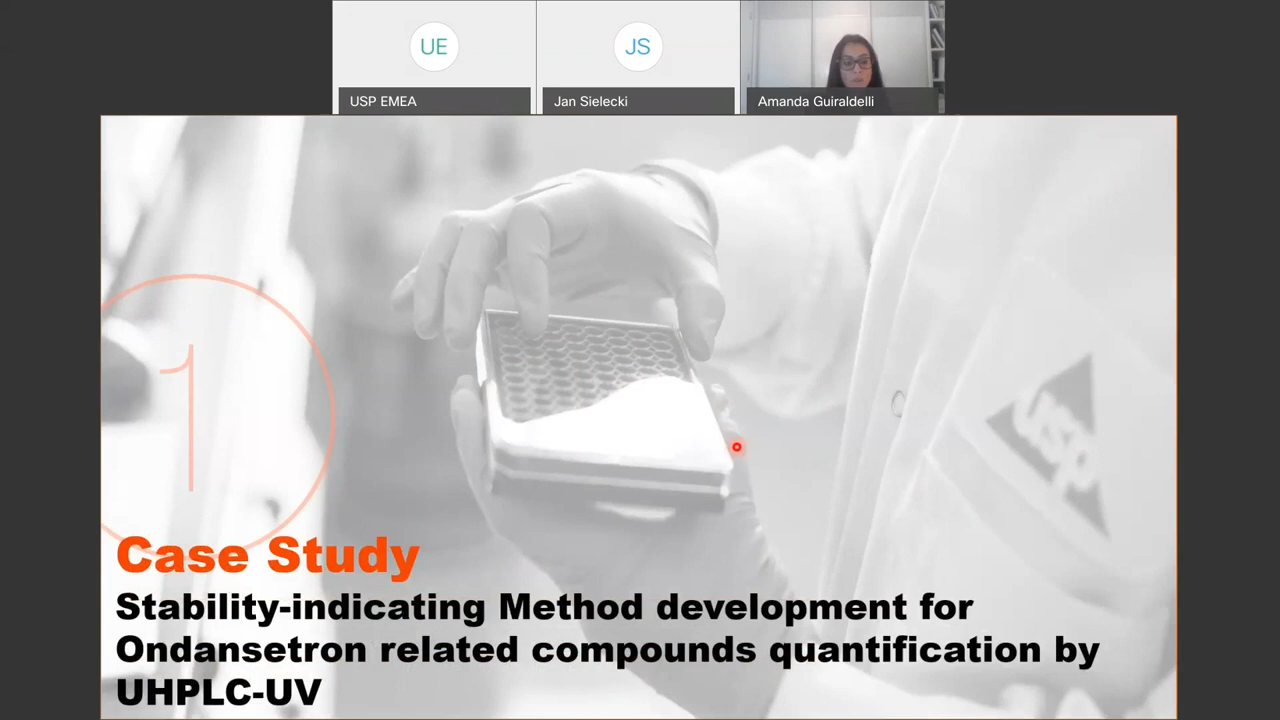 UE
JS
USP EMEA
Jan Sielecki
Amanda Guiraldelli
1
usp
Case Study
Stability-indicating Method development for
Ondansetron related compounds quantification by
UHPLC-UV